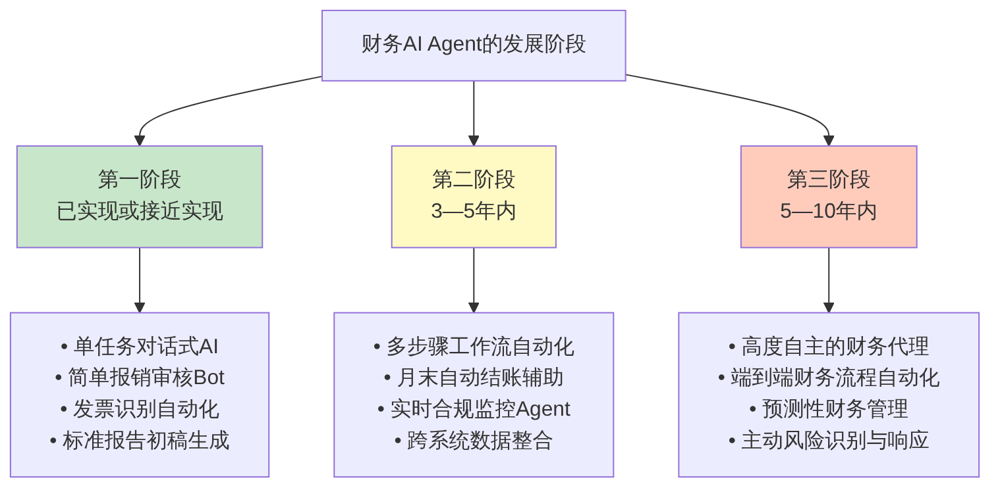 财务AI Agent的发展阶段
第一阶段
已实现或接近实现
第二阶段
3—5年内
第三阶段
5—10年内
• 单任务对话式AI
• 简单报销审核Bot
• 发票识别自动化
• 标准报告初稿生成
• 多步骤工作流自动化
• 月末自动结账辅助
• 实时合规监控Agent
• 跨系统数据整合
• 高度自主的财务代理
• 端到端财务流程自动化
• 预测性财务管理
• 主动风险识别与响应